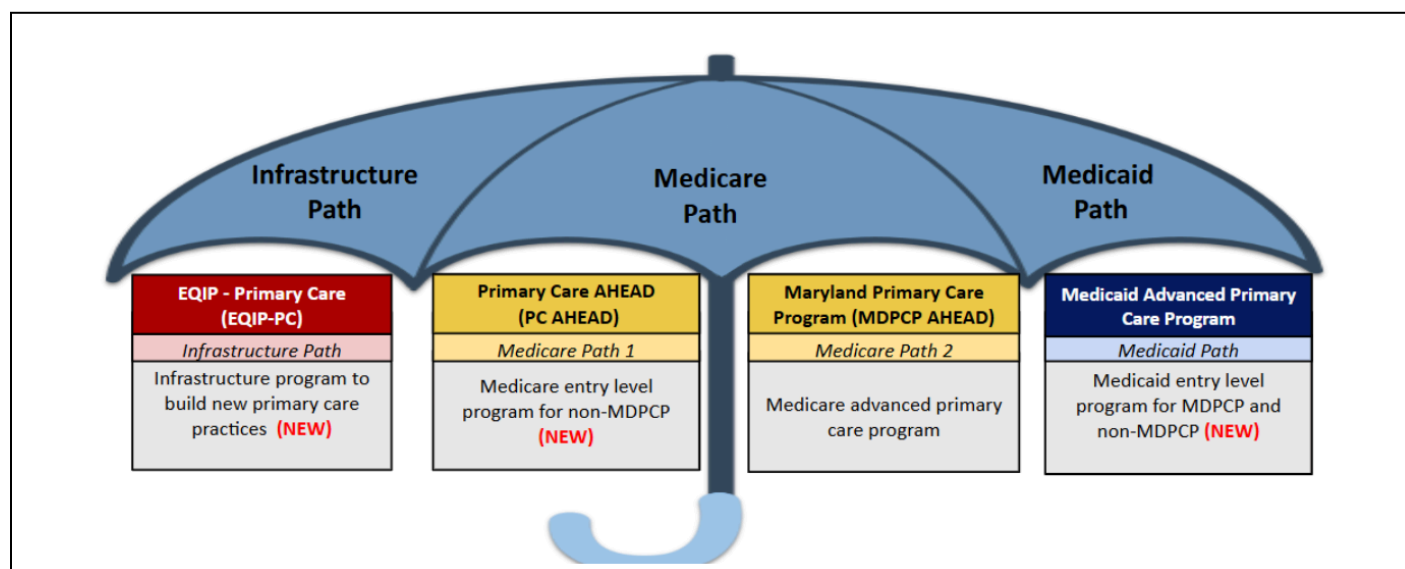 Infrastructure
Path
Medicare
Path
Medicaid
Path
EQIP - Primary Care
(EQIP-PC)
Infrastructure Path
Infrastructure program to
build new primary care
practices (NEW)
Primary Care AHEAD
(PC AHEAD)
Medicare Path 1
Medicare entry level
program for non-MDPCP
(NEW)
Maryland Primary Care
Program (MDPCP AHEAD)
Medicare Path 2
Medicare advanced primary
care program
Medicaid Advanced Primary
Care Program
Medicaid Path
Medicaid entry level
program for MDPCP and
non-MDPCP (NEW)